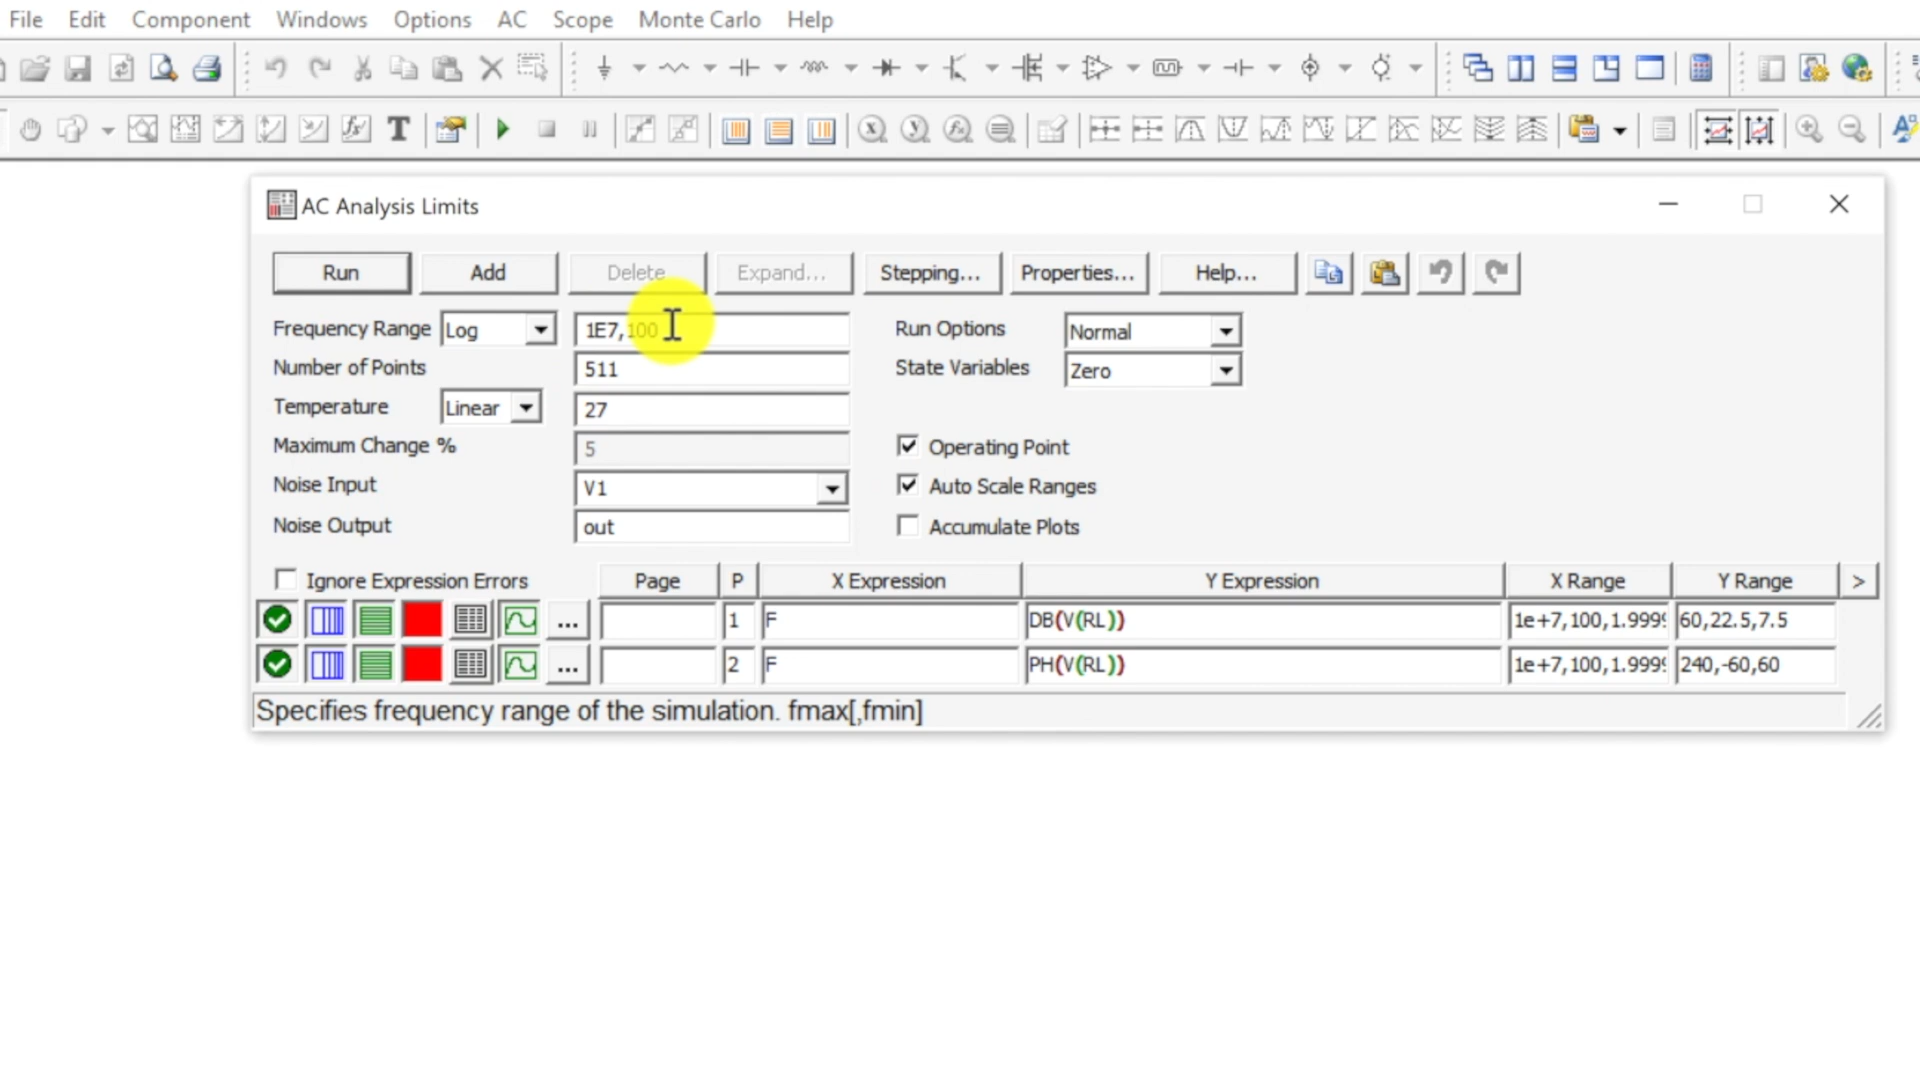 File Edit Component Windows Options AC Scope Monte Carlo Help
AC Analysis Limits
Run Add Delete Expand... Stepping... Properties... Help...
Frequency Range Log 1E7,100 Run Options Normal
Number of Points 511 State Variables Zero
Temperature Linear 27
Maximum Change % 5 Operating Point
Noise Input V1 Auto Scale Ranges
Noise Output out Accumulate Plots
Ignore Expression Errors Page P X Expression Y Expression X Range Y Range >
... 1 F DB(V(RL)) 1e+7,100,1.999 60,22.5,7.5
... 2 F PH(V(RL)) 1e+7,100,1.999 240,-60,60
Specifies frequency range of the simulation. fmax[,fmin]